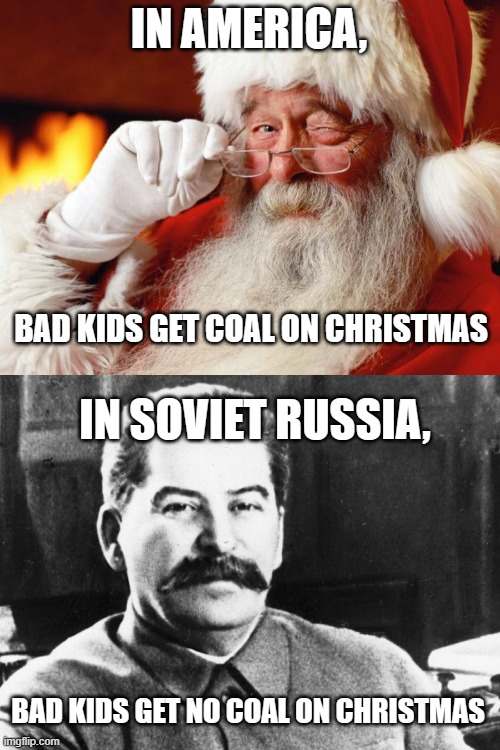 IN AMERICA,
BAD KIDS GET COAL ON CHRISTMAS
IN SOVIET RUSSIA,
BAD KIDS GET NO COAL ON CHRISTMAS
imgflip.com